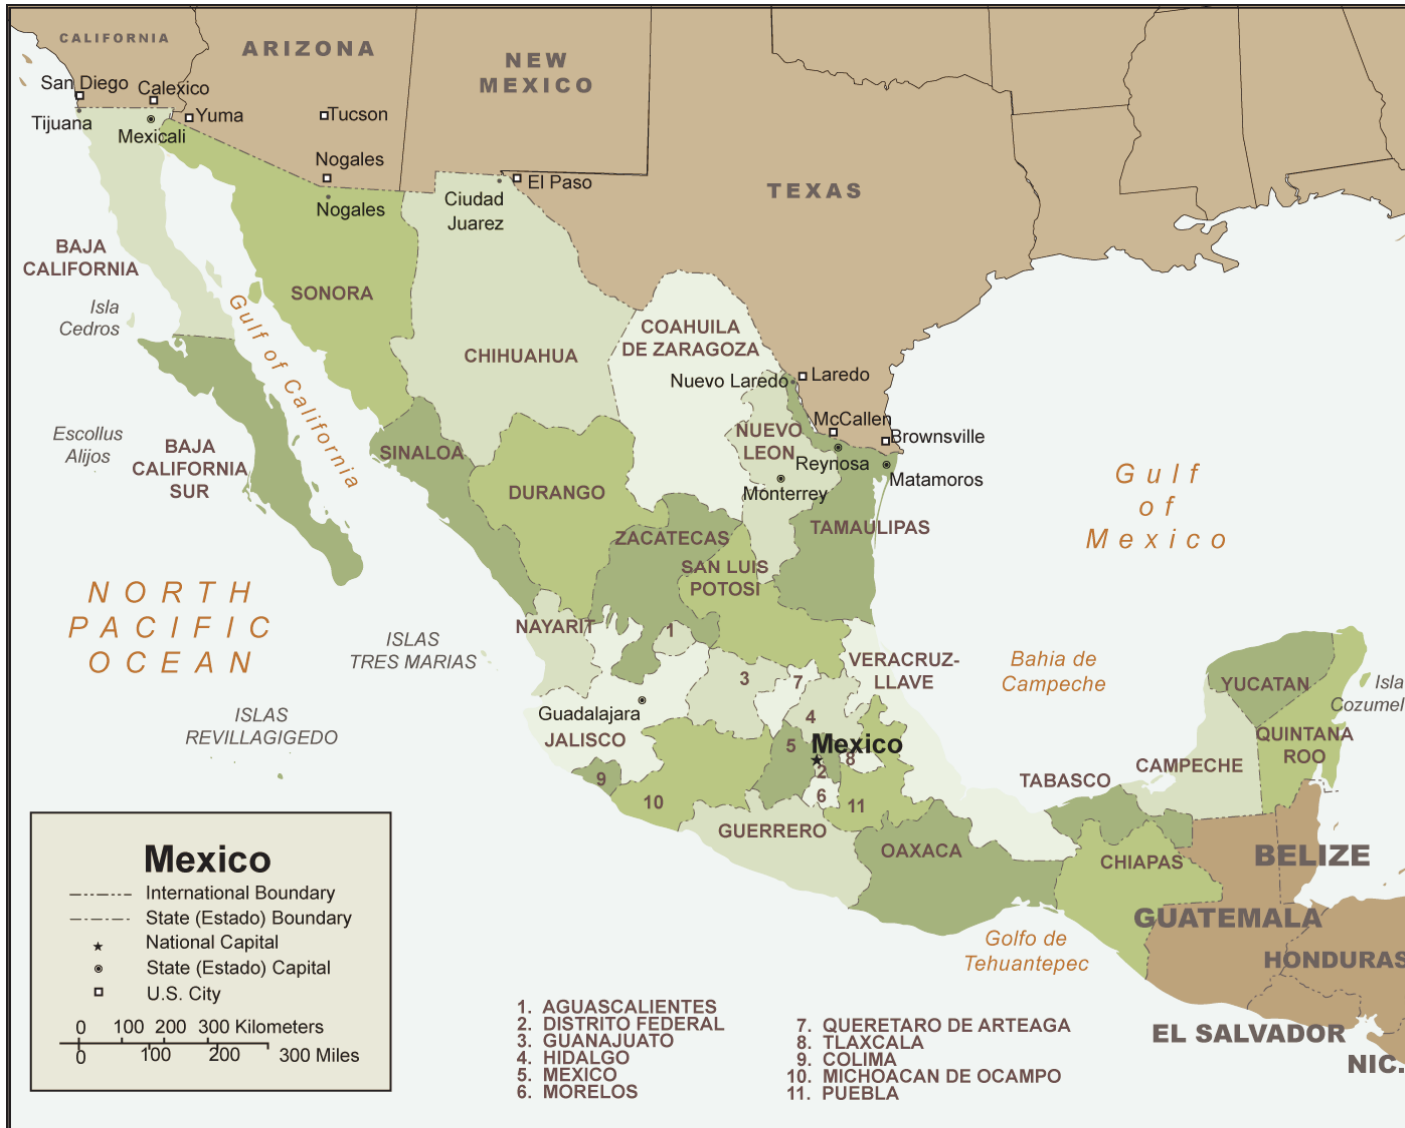 CALIFORNIA
ARIZONA
NEW
MEXICO
San Diego
Calexico
Tijuana
Mexicali
Yuma
Tucson
Nogales
Nogales
El Paso
Ciudad
Juarez
TEXAS
BAJA
CALIFORNIA
Isla
Cedros
Gulf of California
SONORA
CHIHUAHUA
COAHUILA
DE ZARAGOZA
Nuevo Laredo
Laredo
McCallen
Brownsville
NUEVO
LEON
Reynosa
Matamoros
Monterrey
Escollus
Alijos
BAJA
CALIFORNIA
SUR
SINALOA
DURANGO
ZACATECAS
TAMAULIPAS
SAN LUIS
POTOSI
Gulf
of
Mexico
NORTH
PACIFIC
OCEAN
ISLAS
TRES MARIAS
NAYARIT
1
3
7
VERACRUZ-
LLAVE
Bahia de
Campeche
YUCATAN
Isla
Cozumel
ISLAS
REVILLAGIGEDO
Guadalajara
JALISCO
4
5
Mexico
8
2
6
9
10
11
QUINTANA
ROO
CAMPECHE
TABASCO
GUERRERO
OAXACA
CHIAPAS
BELIZE
GUATEMALA
HONDURAS
Golfo de
Tehuantepec
EL SALVADOR
NIC.
Mexico
International Boundary
State (Estado) Boundary
National Capital
State (Estado) Capital
U.S. City
0 100 200 300 Kilometers
0 100 200 300 Miles
1. AGUASCALIENTES
2. DISTRITO FEDERAL
3. GUANAJUATO
4. HIDALGO
5. MEXICO
6. MORELOS
7. QUERETARO DE ARTEAGA
8. TLAXCALA
9. COLIMA
10. MICHOACAN DE OCAMPO
11. PUEBLA